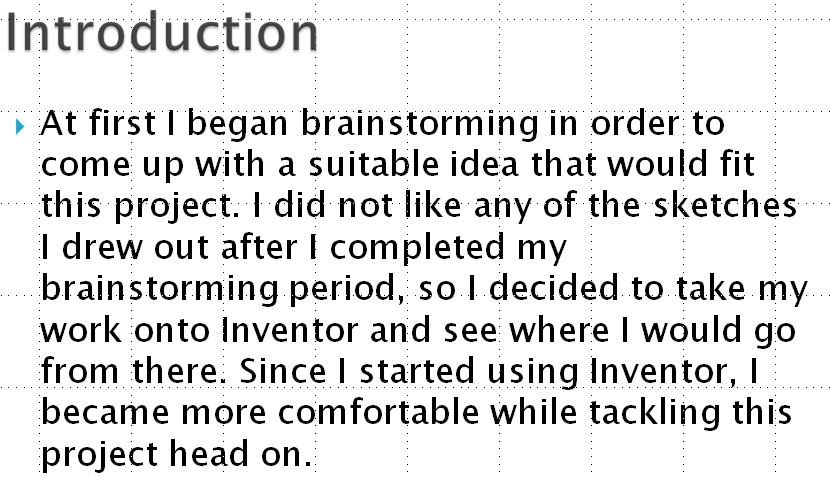 Introduction
At first I began brainstorming in order to
come up with a suitable idea that would fit
this project. I did not like any of the sketches
I drew out after I completed my
brainstorming period, so I decided to take my
work onto Inventor and see where I would go
from there. Since I started using Inventor, I
became more comfortable while tackling this
project head on.